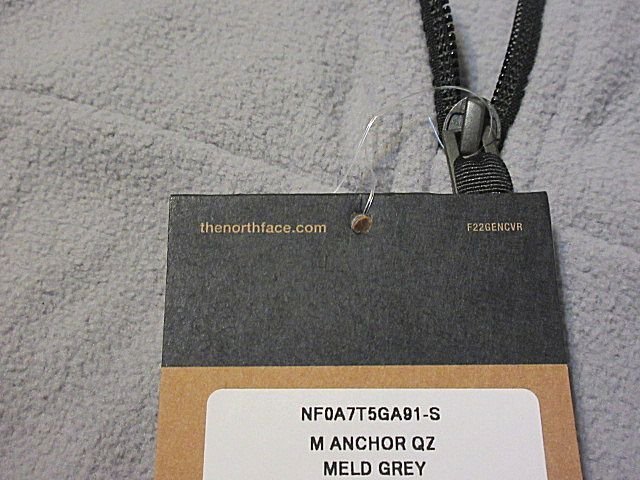 thenorthface.com F22GENCVR
NF0A7T5GA91-S
M ANCHOR QZ
MELD GREY